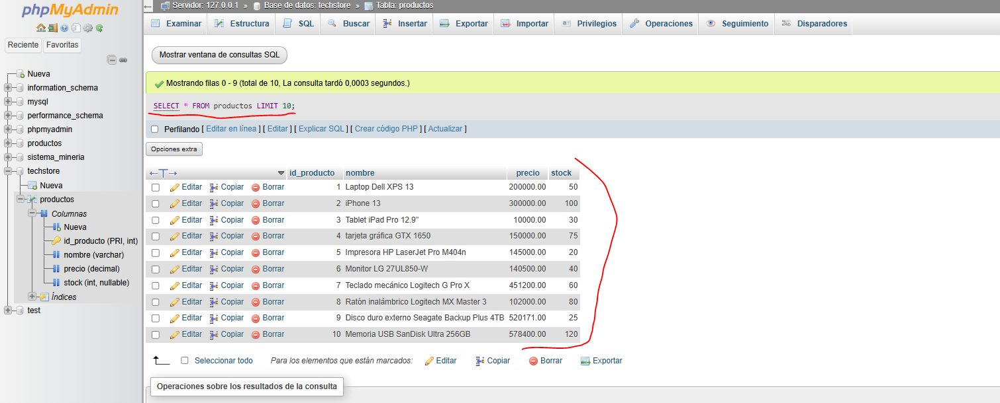 phpMyAdmin
Reciente Favoritas
Nueva
information_schema
mysql
performance_schema
phpmyadmin
productos
sistema_mineria
techstore
Nueva
productos
Columnas
Nueva
id_producto (PRI, int)
nombre (varchar)
precio (decimal)
stock (int, nullable)
Índices
test
Servidor: 127.0.0.1 » Base de datos: techstore » Tabla: productos
Examinar Estructura SQL Buscar Insertar Exportar Importar Privilegios Operaciones Seguimiento Disparadores
Mostrar ventana de consultas SQL
Mostrando filas 0 - 9 (total de 10, La consulta tardó 0,0003 segundos.)
SELECT * FROM productos LIMIT 10;
Perfilando [ Editar en línea ] [ Editar ] [ Explicar SQL ] [ Crear código PHP ] [ Actualizar ]
Opciones extra
←T→ id_producto nombre precio stock
Editar Copiar Borrar 1 Laptop Dell XPS 13 200000.00 50
Editar Copiar Borrar 2 iPhone 13 300000.00 100
Editar Copiar Borrar 3 Tablet iPad Pro 12.9" 10000.00 30
Editar Copiar Borrar 4 tarjeta gráfica GTX 1650 150000.00 75
Editar Copiar Borrar 5 Impresora HP LaserJet Pro M404n 145000.00 20
Editar Copiar Borrar 6 Monitor LG 27UL850-W 140500.00 40
Editar Copiar Borrar 7 Teclado mecánico Logitech G Pro X 451200.00 60
Editar Copiar Borrar 8 Ratón inalámbrico Logitech MX Master 3 102000.00 80
Editar Copiar Borrar 9 Disco duro externo Seagate Backup Plus 4TB 520171.00 25
Editar Copiar Borrar 10 Memoria USB SanDisk Ultra 256GB 578400.00 120
Seleccionar todo Para los elementos que están marcados: Editar Copiar Borrar Exportar
Operaciones sobre los resultados de la consulta